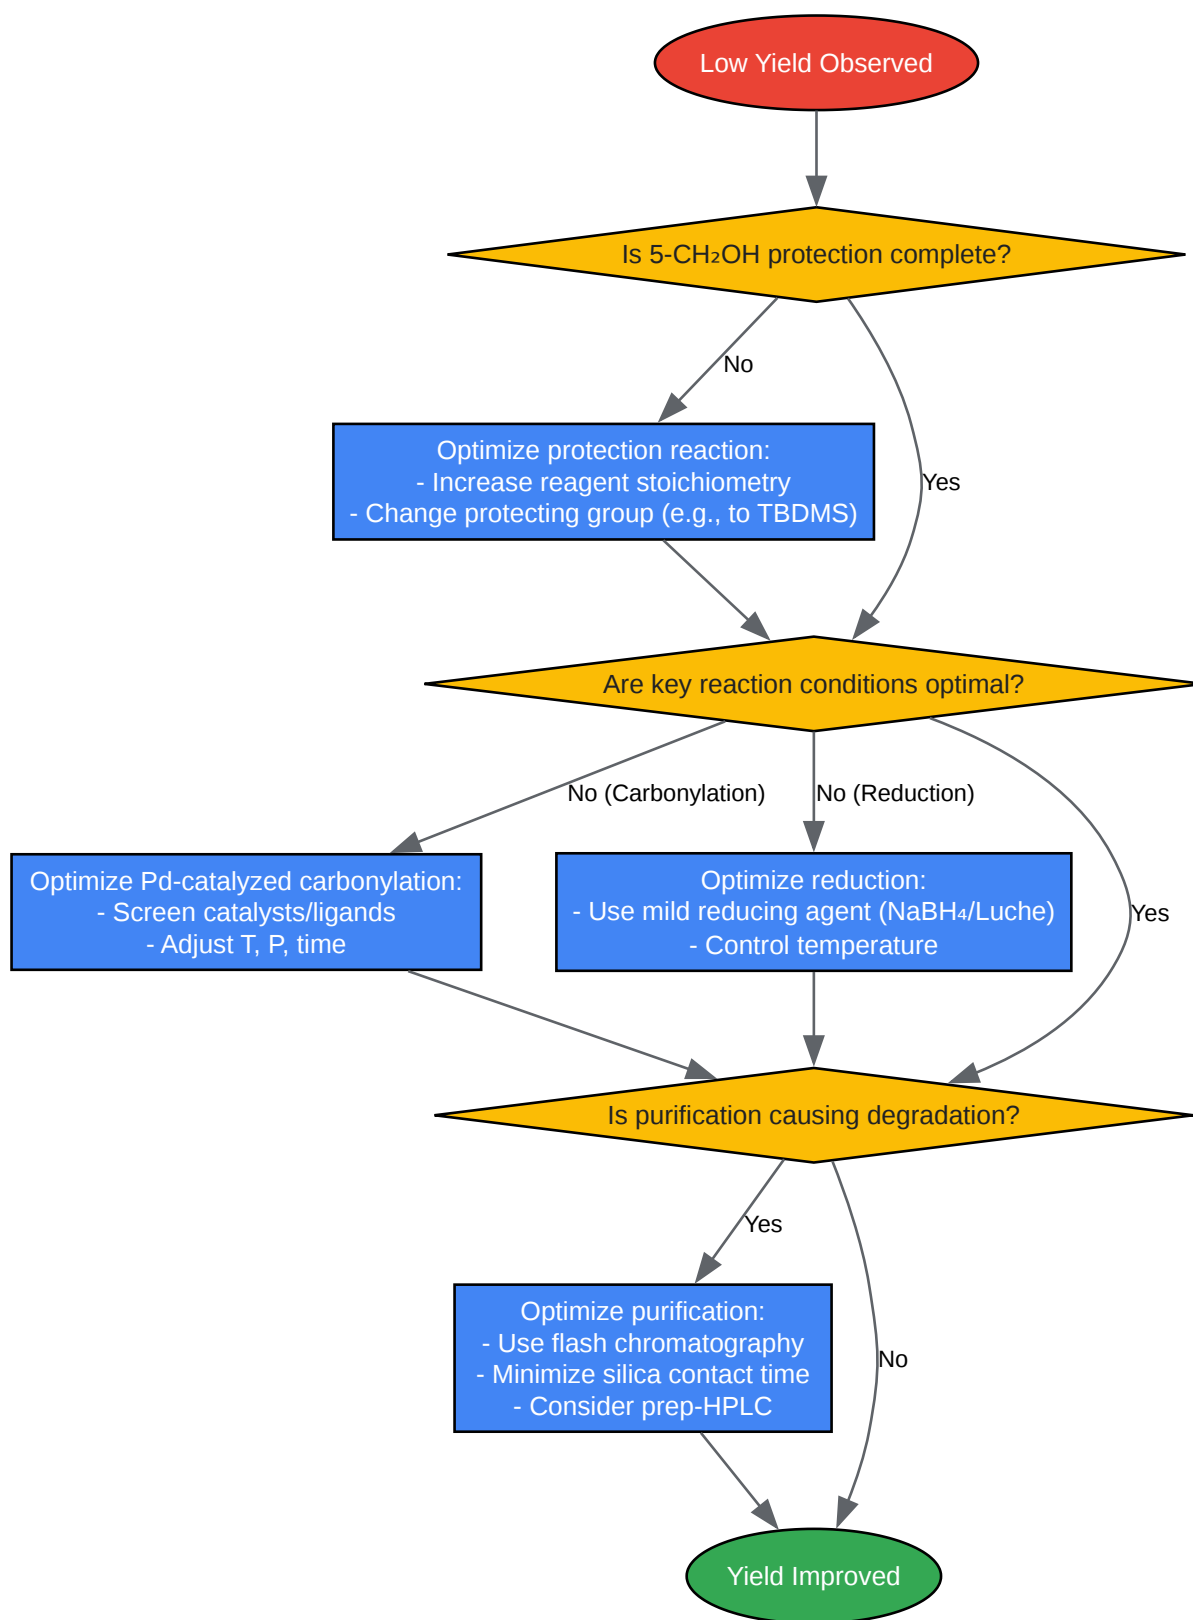 Low Yield Observed
Is 5-CH₂OH protection complete?
No
Yes
Optimize protection reaction:
- Increase reagent stoichiometry
- Change protecting group (e.g., to TBDMS)
Are key reaction conditions optimal?
No (Carbonylation)
No (Reduction)
Yes
Optimize Pd-catalyzed carbonylation:
- Screen catalysts/ligands
- Adjust T, P, time
Optimize reduction:
- Use mild reducing agent (NaBH₄/Luche)
- Control temperature
Is purification causing degradation?
Yes
No
Optimize purification:
- Use flash chromatography
- Minimize silica contact time
- Consider prep-HPLC
Yield Improved